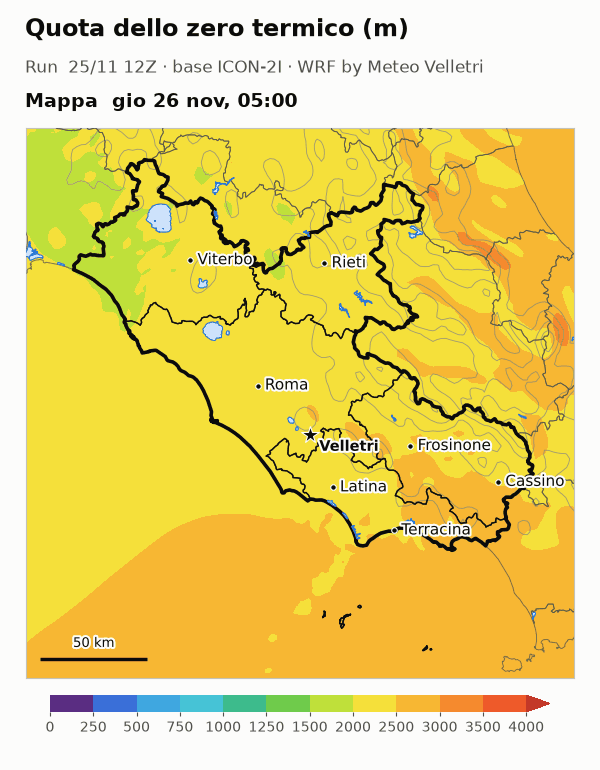 Quota dello zero termico (m)
Run 25/11 12Z · base ICON-2I · WRF by Meteo Velletri
Mappa gio 26 nov, 05:00
Viterbo
Rieti
Roma
Velletri
Frosinone
Latina
Cassino
Terracina
50 km
0 250 500 750 1000 1250 1500 2000 2500 3000 3500 4000